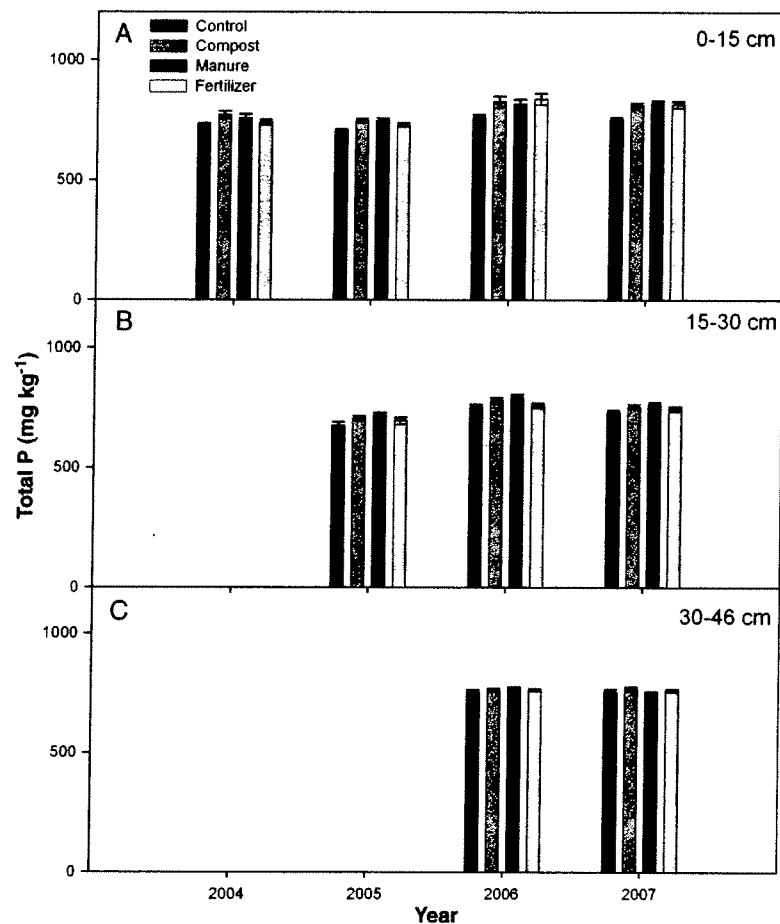 A
Control
Compost
Manure
Fertilizer
0-15 cm
1000
500
0
B
15-30 cm
1000
500
0
C
30-46 cm
1000
500
0
Total P (mg kg⁻¹)
2004 2005 2006 2007
Year